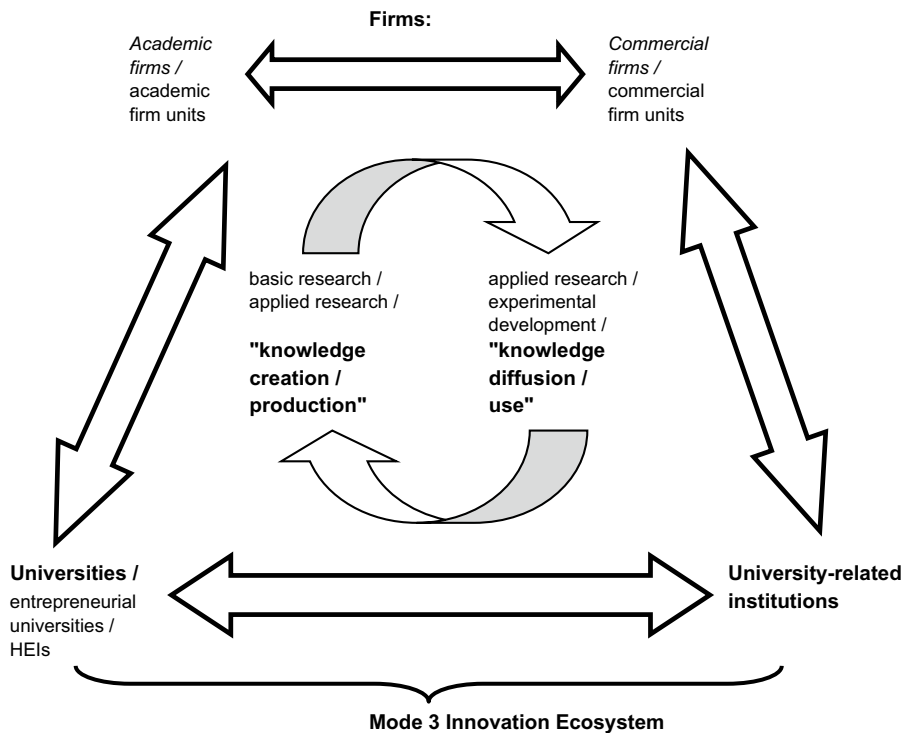 Firms:
Academic
firms /
academic
firm units
Commercial
firms /
commercial
firm units
basic research /
applied research /
"knowledge
creation /
production"
applied research /
experimental
development /
"knowledge
diffusion /
use"
Universities /
entrepreneurial
universities /
HEIs
University-related
institutions
Mode 3 Innovation Ecosystem